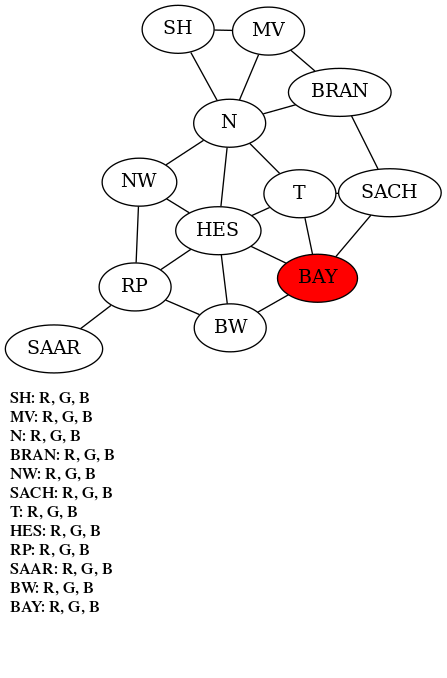 SH
MV
BRAN
N
NW
T
SACH
HES
BAY
RP
BW
SAAR
SH: R, G, B
MV: R, G, B
N: R, G, B
BRAN: R, G, B
NW: R, G, B
SACH: R, G, B
T: R, G, B
HES: R, G, B
RP: R, G, B
SAAR: R, G, B
BW: R, G, B
BAY: R, G, B